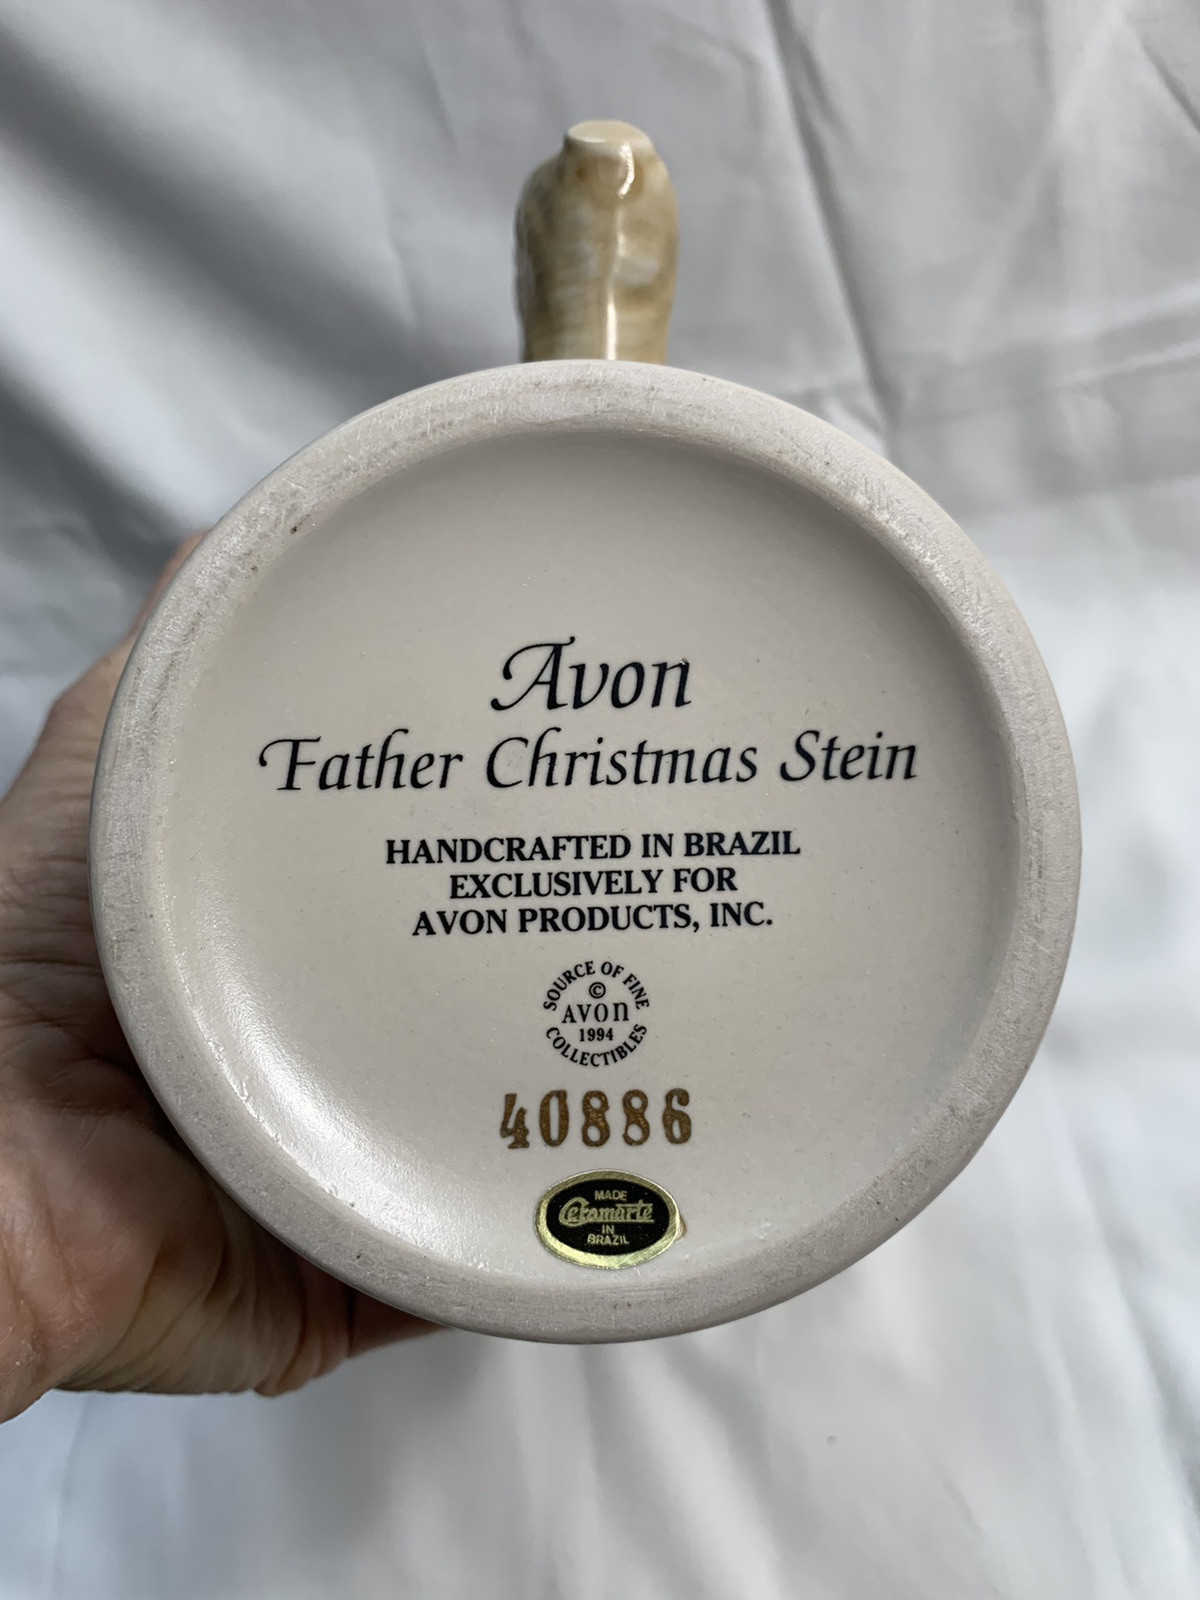 Avon
Father Christmas Stein
HANDCRAFTED IN BRAZIL
EXCLUSIVELY FOR
AVON PRODUCTS, INC.
SOURCE OF FINE
©
AVON
1994
COLLECTIBLES
40886
MADE
Ceramarte
IN
BRAZIL